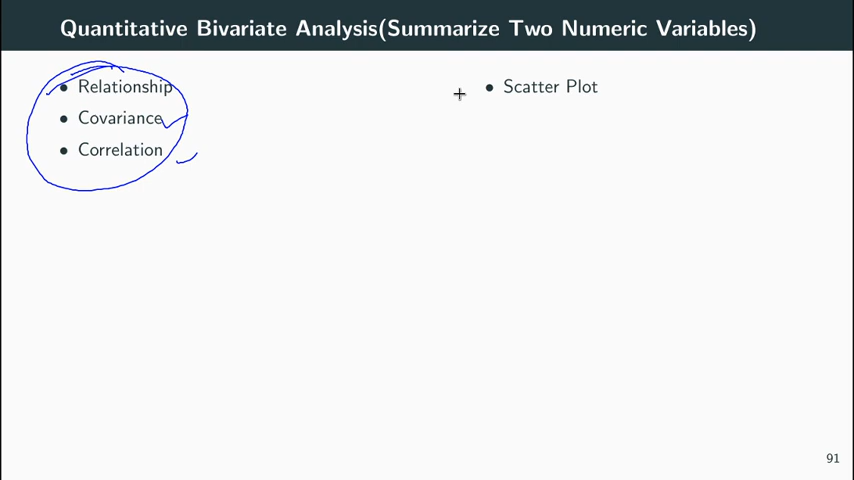 Quantitative Bivariate Analysis(Summarize Two Numeric Variables)
• Relationship
• Covariance
• Correlation
• Scatter Plot
91